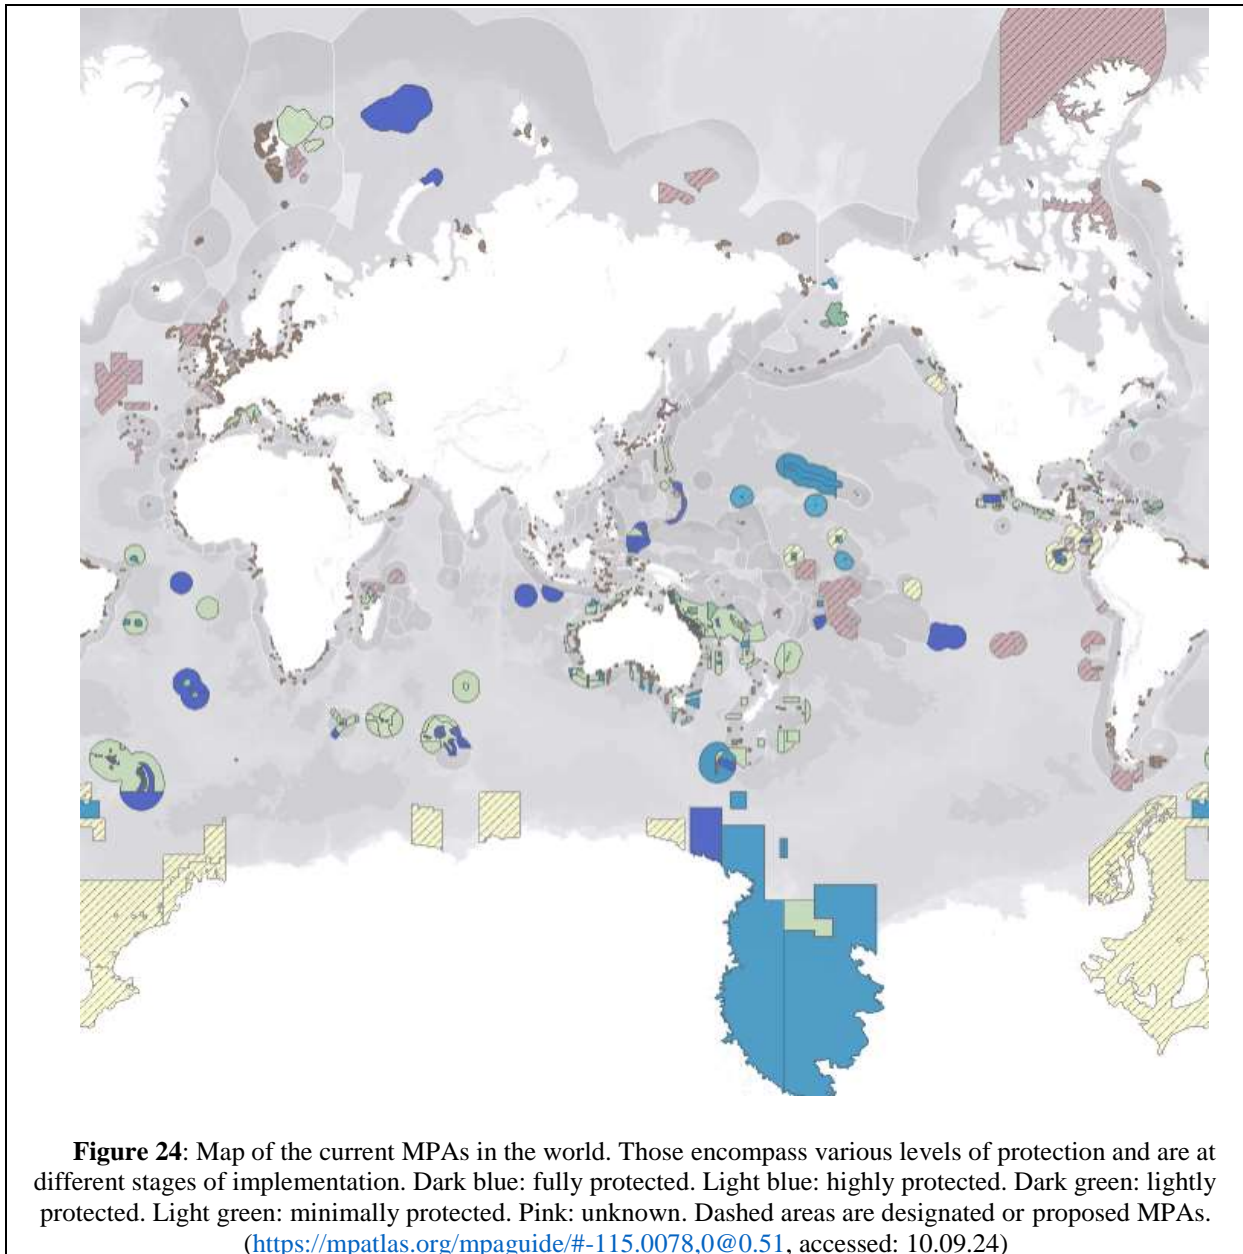 Figure 24: Map of the current MPAs in the world. Those encompass various levels of protection and are at
different stages of implementation. Dark blue: fully protected. Light blue: highly protected. Dark green: lightly
protected. Light green: minimally protected. Pink: unknown. Dashed areas are designated or proposed MPAs.
(https://mpatlas.org/mpaguide/#-115.0078,0@0.51, accessed: 10.09.24)